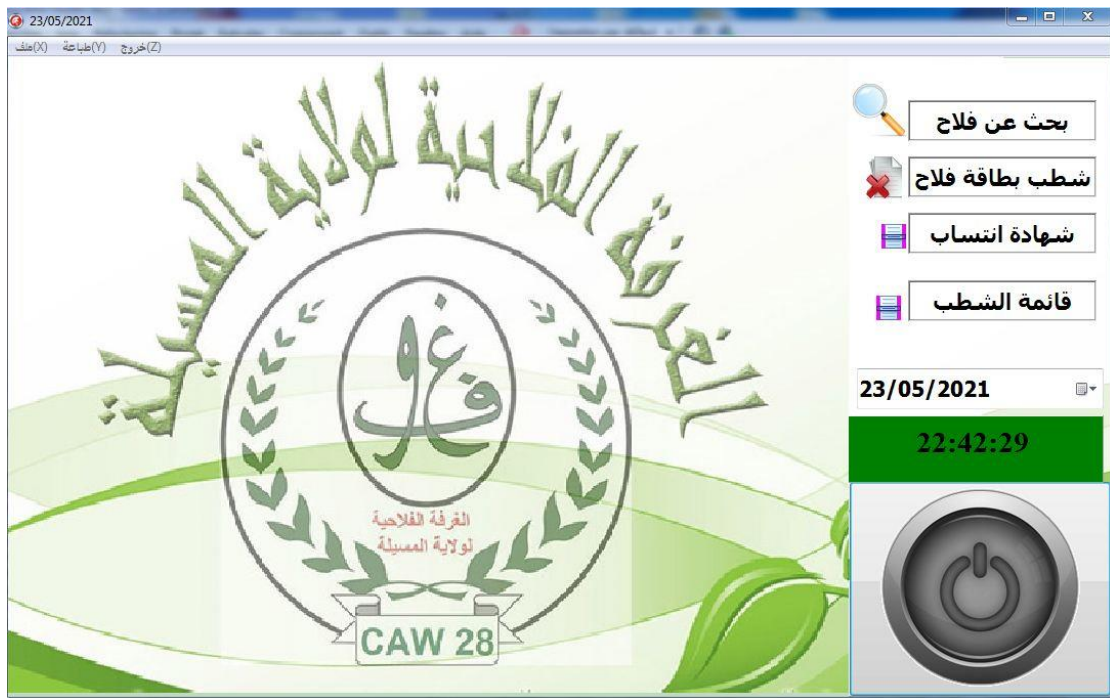 23/05/2021
ملف(X) طباعة(Y) خروج(Z)
الغرفة الفلاحية لولاية المسيلة
بحث عن فلاح
شطب بطاقة فلاح
شهادة انتساب
قائمة الشطب
23/05/2021
22:42:29
الغرفة الفلاحية
لولاية المسيلة
CAW 28